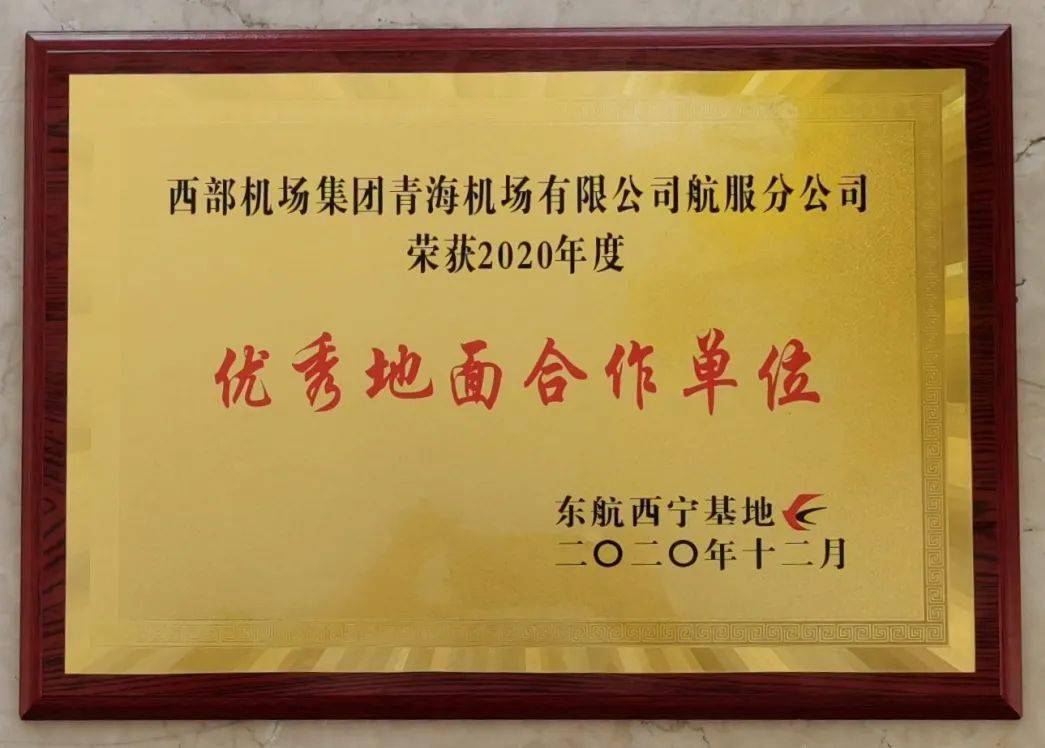 西部机场集团青海机场有限公司航服分公司
荣获2020年度
优秀地面合作单位
东航西宁基地
二〇二〇年十二月